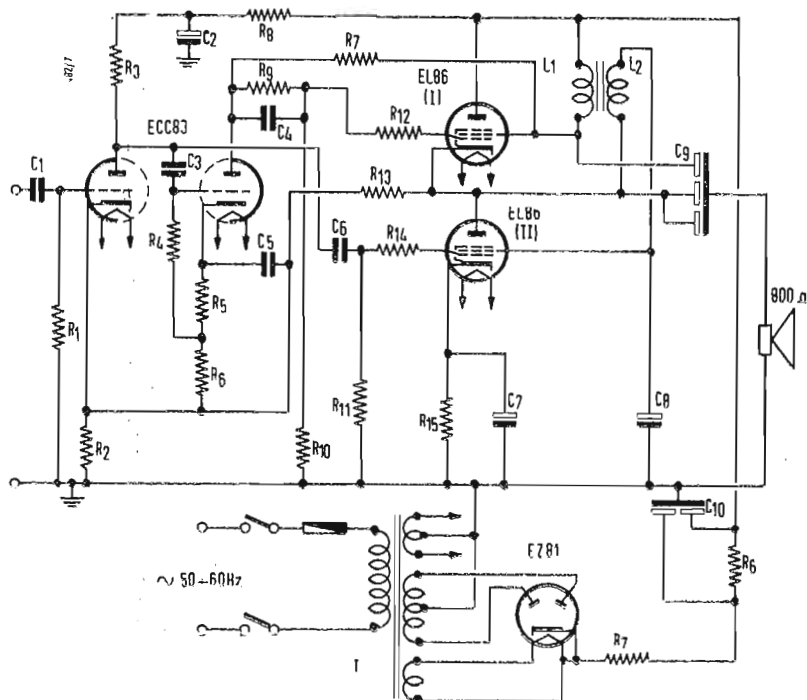 C2
R8
R7
R3
L1
L2
R9
EL86
(I)
C4
R12
ECC83
C9
C1
C3
R13
EL86
(II)
R4
C6
R14
C5
800 Ω
R5
R1
R6
R11
R15
C7
C8
R2
R10
C10
EZ81
R6
~ 50÷60Hz
R7
T